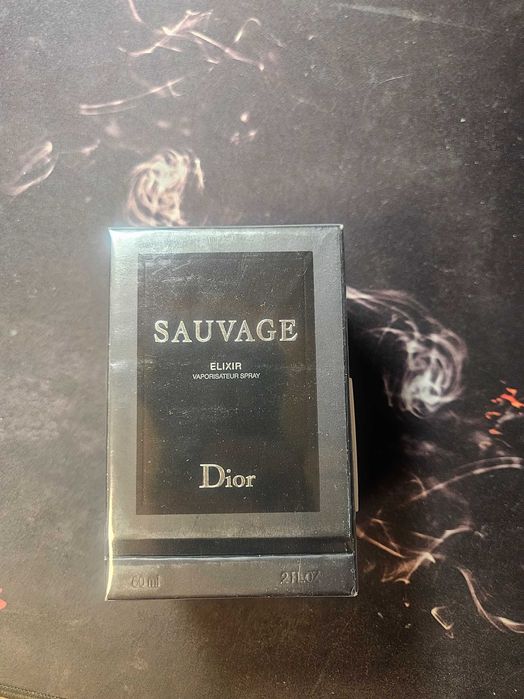 SAUVAGE
ELIXIR
VAPORISATEUR SPRAY
Dior
60 ml 2 fl.oz